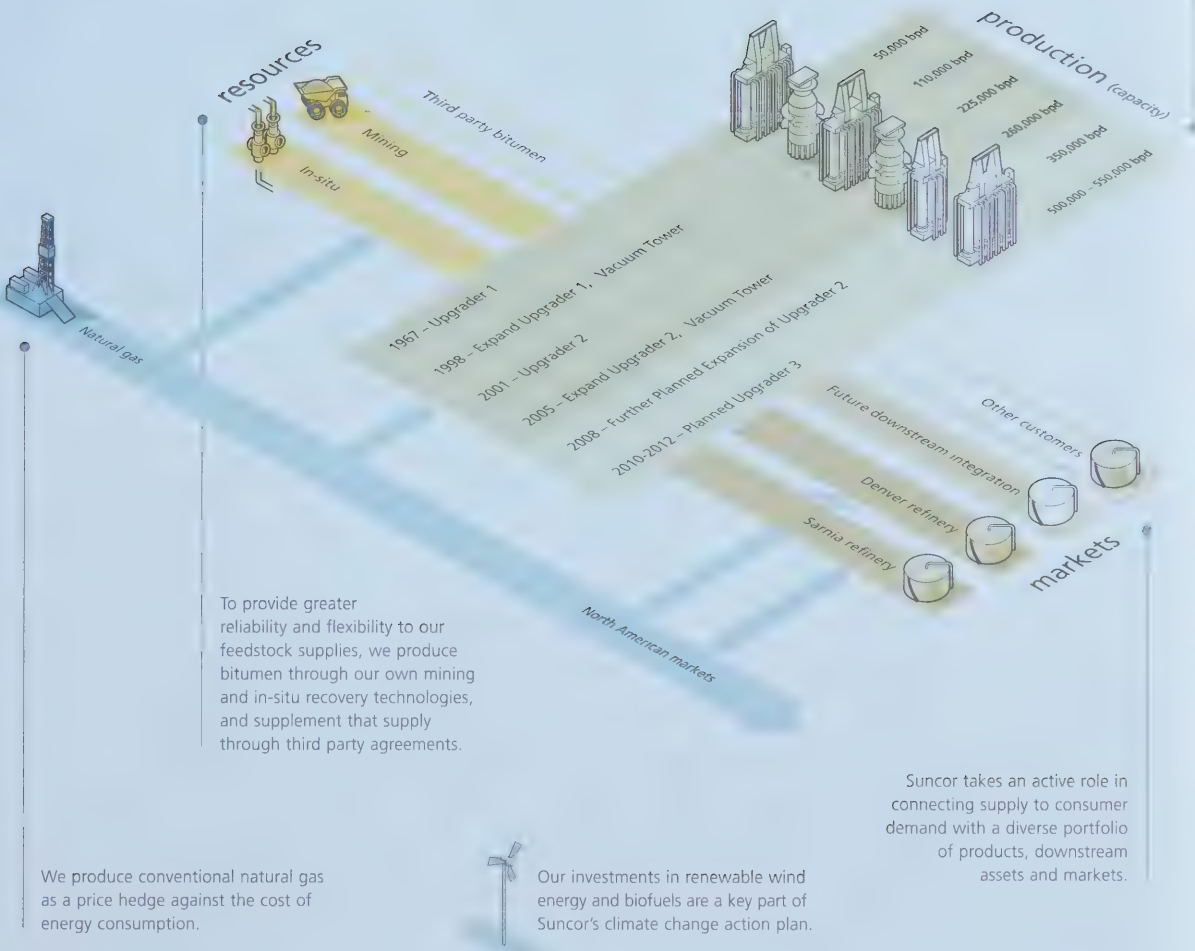 resources
Third party bitumen
Mining
In-situ
Natural gas
production (capacity)
50,000 bpd
110,000 bpd
225,000 bpd
260,000 bpd
350,000 bpd
500,000 – 550,000 bpd
1967 – Upgrader 1
1998 – Expand Upgrader 1, Vacuum Tower
2001 – Upgrader 2
2005 – Expand Upgrader 2, Vacuum Tower
2008 – Further Planned Expansion of Upgrader 2
2010-2012 – Planned Upgrader 3
Other customers
Future downstream integration
Denver refinery
Sarnia refinery
markets
North American markets
To provide greater
reliability and flexibility to our
feedstock supplies, we produce
bitumen through our own mining
and in-situ recovery technologies,
and supplement that supply
through third party agreements.
Suncor takes an active role in
connecting supply to consumer
demand with a diverse portfolio
of products, downstream
assets and markets.
We produce conventional natural gas
as a price hedge against the cost of
energy consumption.
Our investments in renewable wind
energy and biofuels are a key part of
Suncor's climate change action plan.